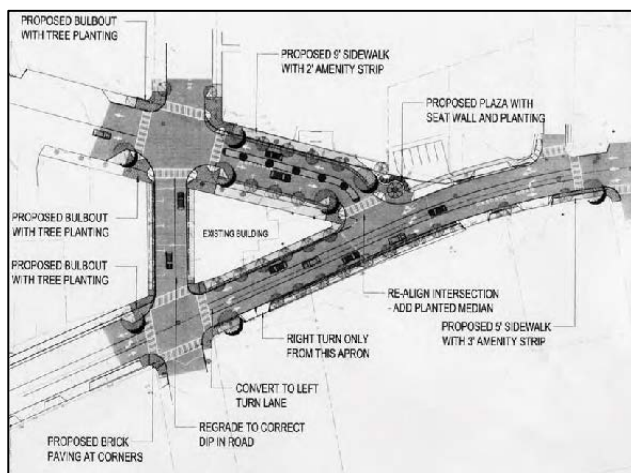 PROPOSED BULBOUT
WITH TREE PLANTING
PROPOSED 9' SIDEWALK
WITH 2' AMENITY STRIP
PROPOSED PLAZA WITH
SEAT WALL AND PLANTING
PROPOSED BULBOUT
WITH TREE PLANTING
EXISTING BUILDING
PROPOSED BULBOUT
WITH TREE PLANTING
RE-ALIGN INTERSECTION
- ADD PLANTED MEDIAN
PROPOSED 5' SIDEWALK
WITH 3' AMENITY STRIP
RIGHT TURN ONLY
FROM THIS APRON
CONVERT TO LEFT
TURN LANE
REGRADE TO CORRECT
DIP IN ROAD
PROPOSED BRICK
PAVING AT CORNERS